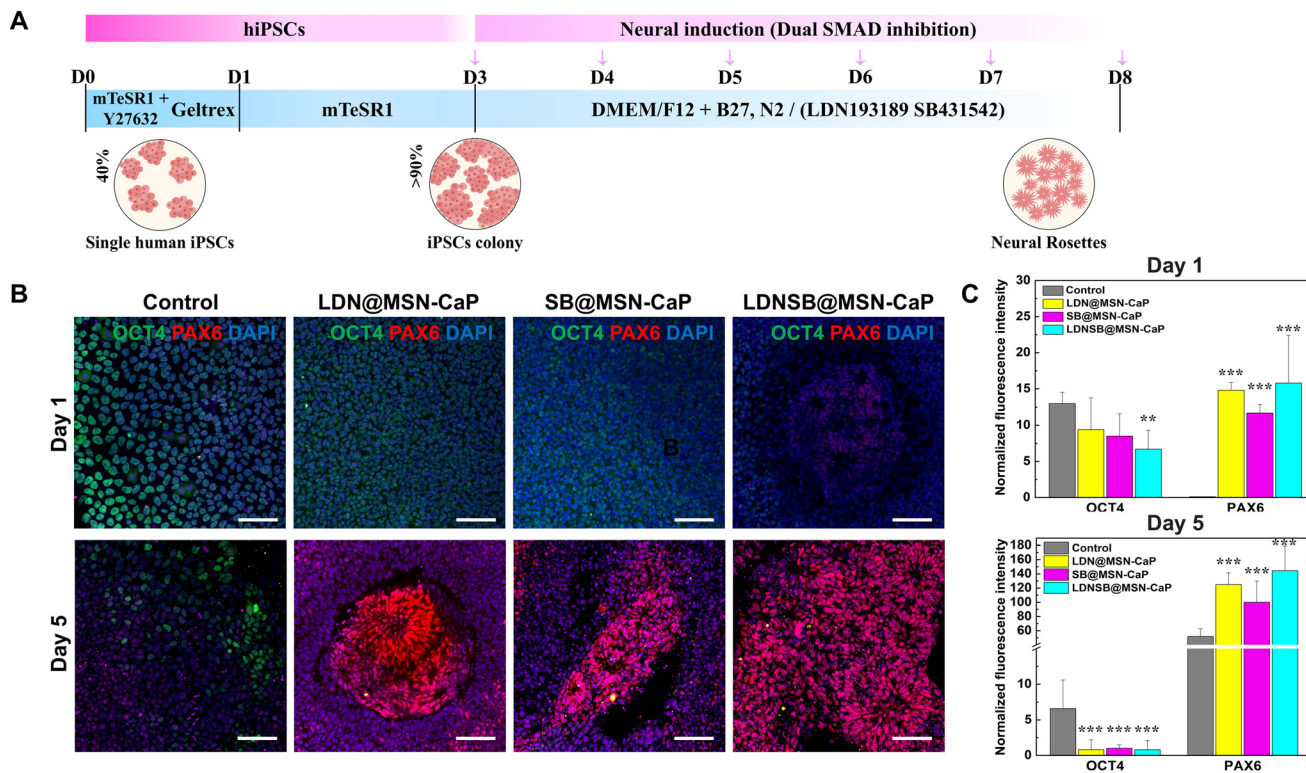 A
hiPSCs
Neural induction (Dual SMAD inhibition)
D0
D1
D3
D4
D5
D6
D7
D8
mTeSR1 +
Y27632
Geltrex
mTeSR1
DMEM/F12 + B27, N2 / (LDN193189 SB431542)
40%
>90%
Single human iPSCs
iPSCs colony
Neural Rosettes
B
Control
LDN@MSN-CaP
SB@MSN-CaP
LDNSB@MSN-CaP
Day 1
OCT4 PAX6 DAPI
OCT4 PAX6 DAPI
OCT4 PAX6 DAPI
OCT4 PAX6 DAPI
B
Day 5
C
Day 1
Normalized fluorescence intensity
30
25
20
15
10
5
0
Control
LDN@MSN-CaP
SB@MSN-CaP
LDNSB@MSN-CaP
**
***
***
***
OCT4
PAX6
Day 5
Normalized fluorescence intensity
180
160
140
120
100
80
60
10
5
0
Control
LDN@MSN-CaP
SB@MSN-CaP
LDNSB@MSN-CaP
***
***
***
***
***
***
OCT4
PAX6